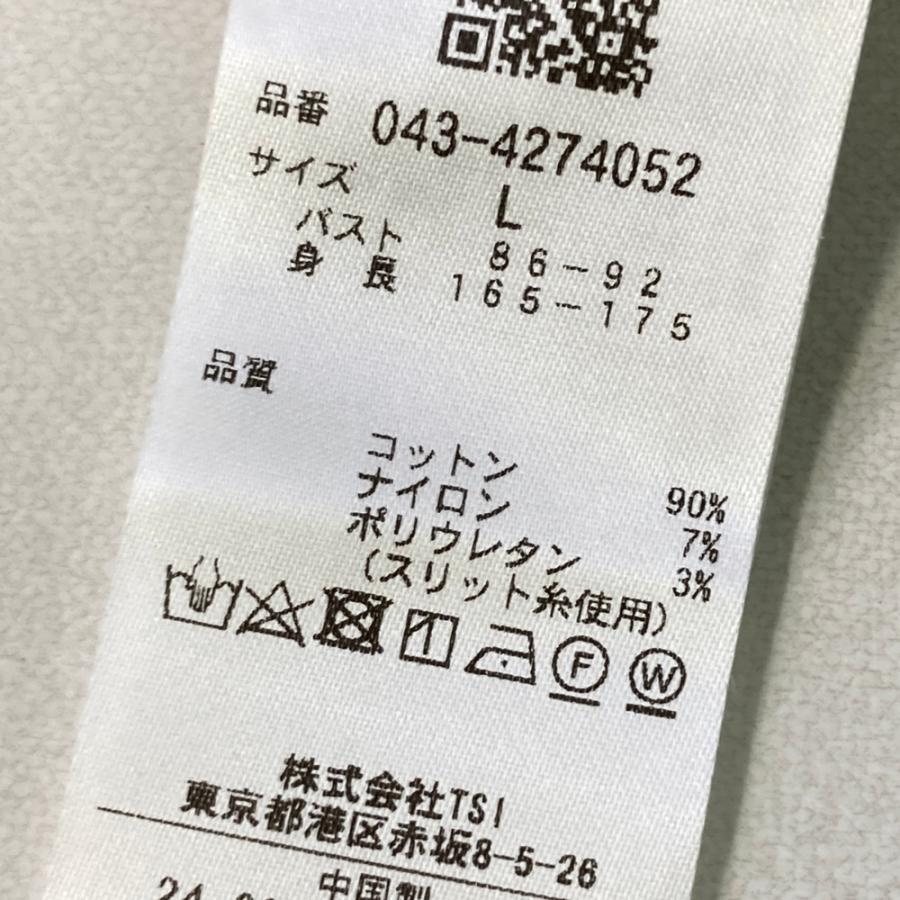 品番 043-4274052
サイズ L
バスト 86-92
身長 165-175
品質
コットン 90%
ナイロン 7%
ポリウレタン 3%
(スリット糸使用)
F W
株式会社TSI
東京都港区赤坂8-5-26
中国製